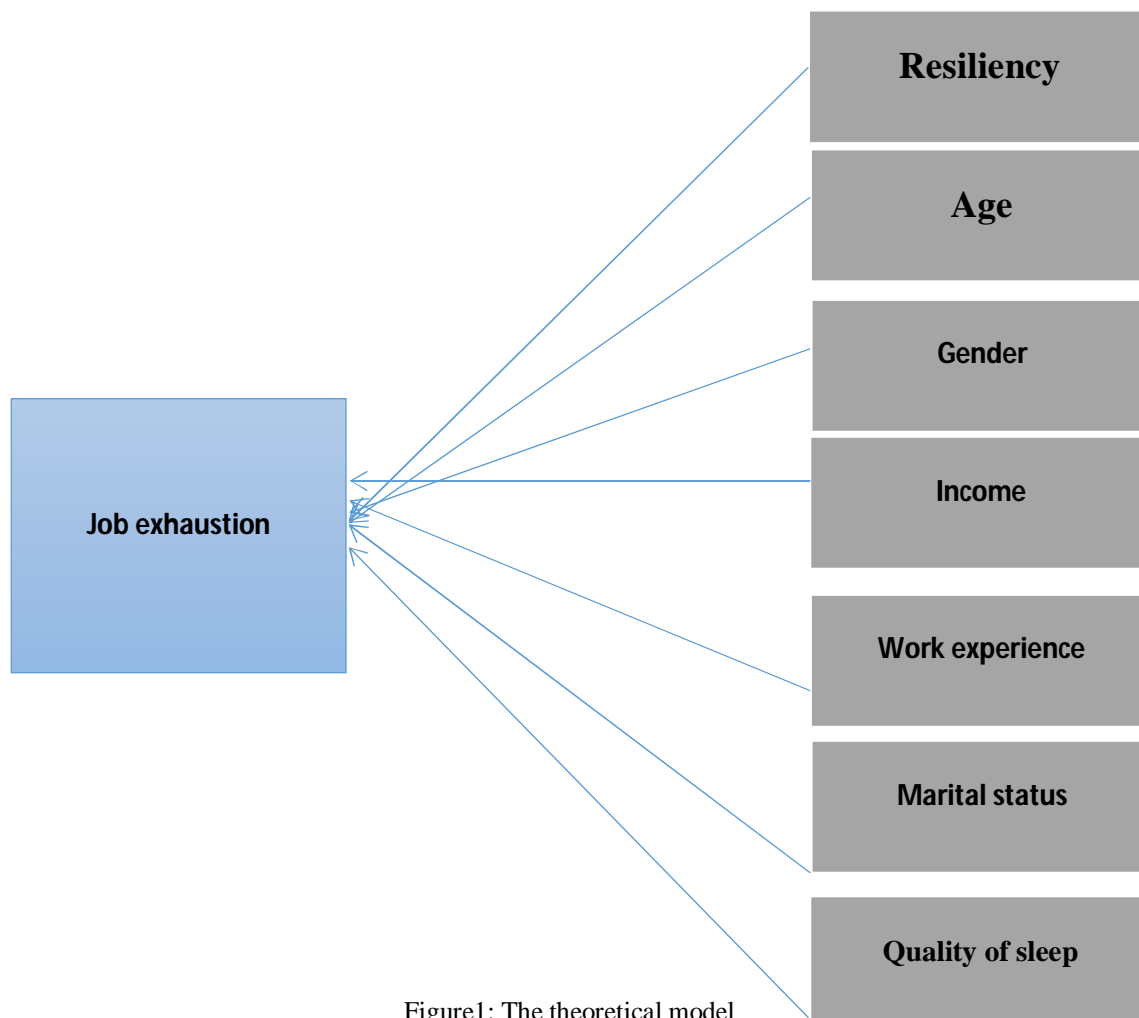 Resiliency
Age
Gender
Income
Job exhaustion
Work experience
Marital status
Quality of sleep
Figure1: The theoretical model